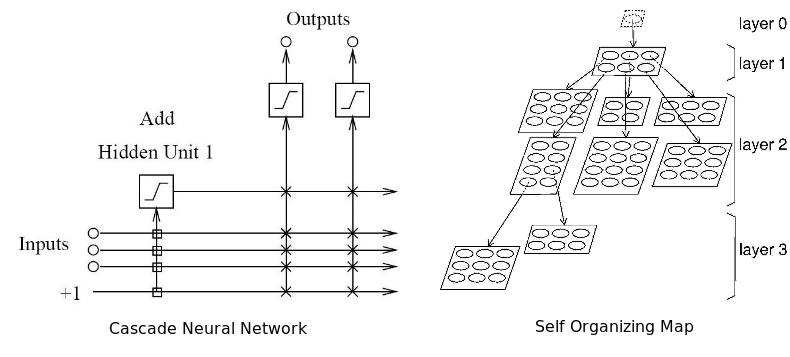 Outputs
Add
Hidden Unit 1
Inputs
+1
Cascade Neural Network
layer 0
layer 1
layer 2
layer 3
Self Organizing Map